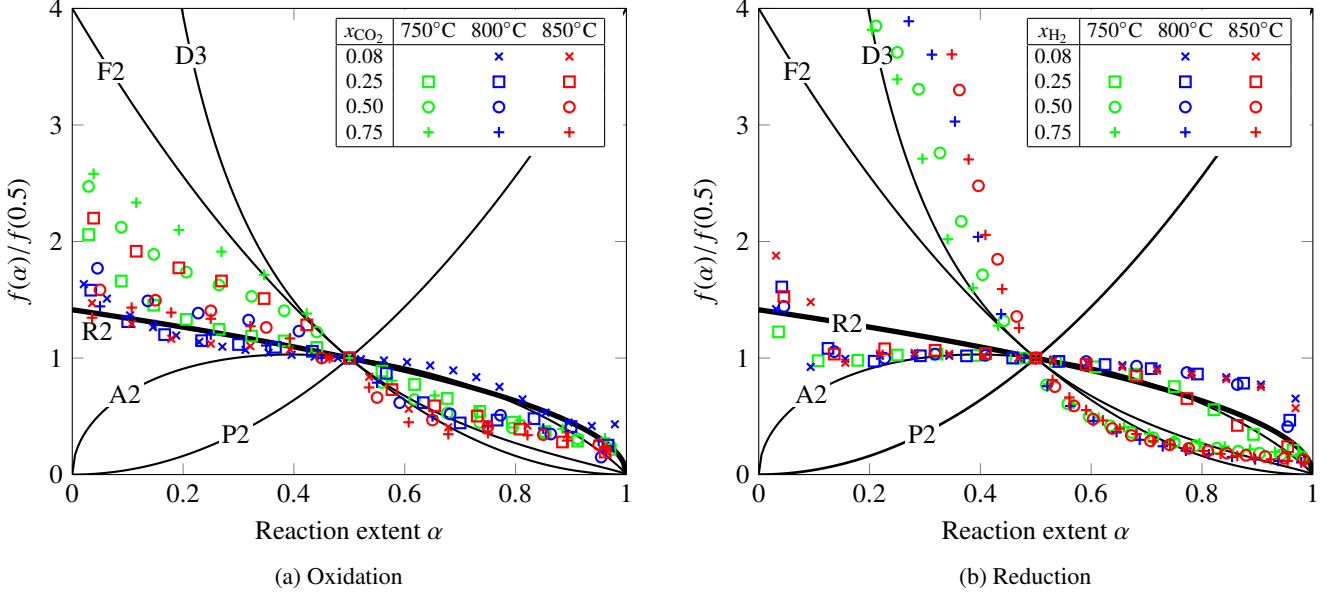 x_CO2 750°C 800°C 850°C
0.08
0.25
0.50
0.75
F2
D3
R2
A2
P2
0
1
2
3
4
0 0.2 0.4 0.6 0.8 1
f(α)/f(0.5)
Reaction extent α
(a) Oxidation
x_H2 750°C 800°C 850°C
0.08
0.25
0.50
0.75
F2
D3
R2
A2
P2
0
1
2
3
4
0 0.2 0.4 0.6 0.8 1
f(α)/f(0.5)
Reaction extent α
(b) Reduction